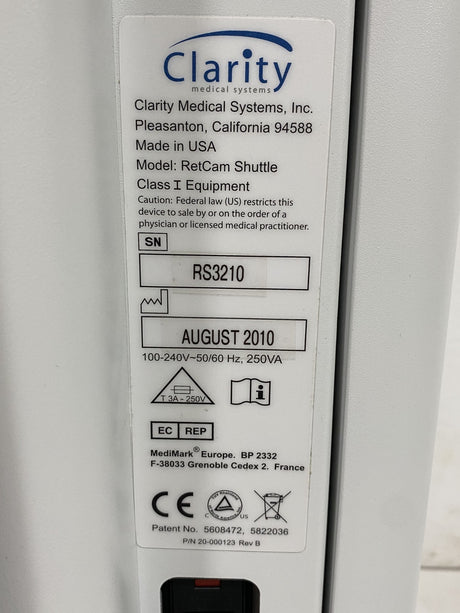 Clarity
medical systems
Clarity Medical Systems, Inc.
Pleasanton, California 94588
Made in USA
Model: RetCam Shuttle
Class I Equipment
Caution: Federal law (US) restricts this
device to sale by or on the order of a
physician or licensed medical practitioner.
SN
RS3210
AUGUST 2010
100-240V~50/60 Hz, 250VA
T 3A - 250V
EC REP
MediMark® Europe. BP 2332
F-38033 Grenoble Cedex 2. France
CE
c us
Patent No. 5608472, 5822036
P/N 20-000123 Rev B